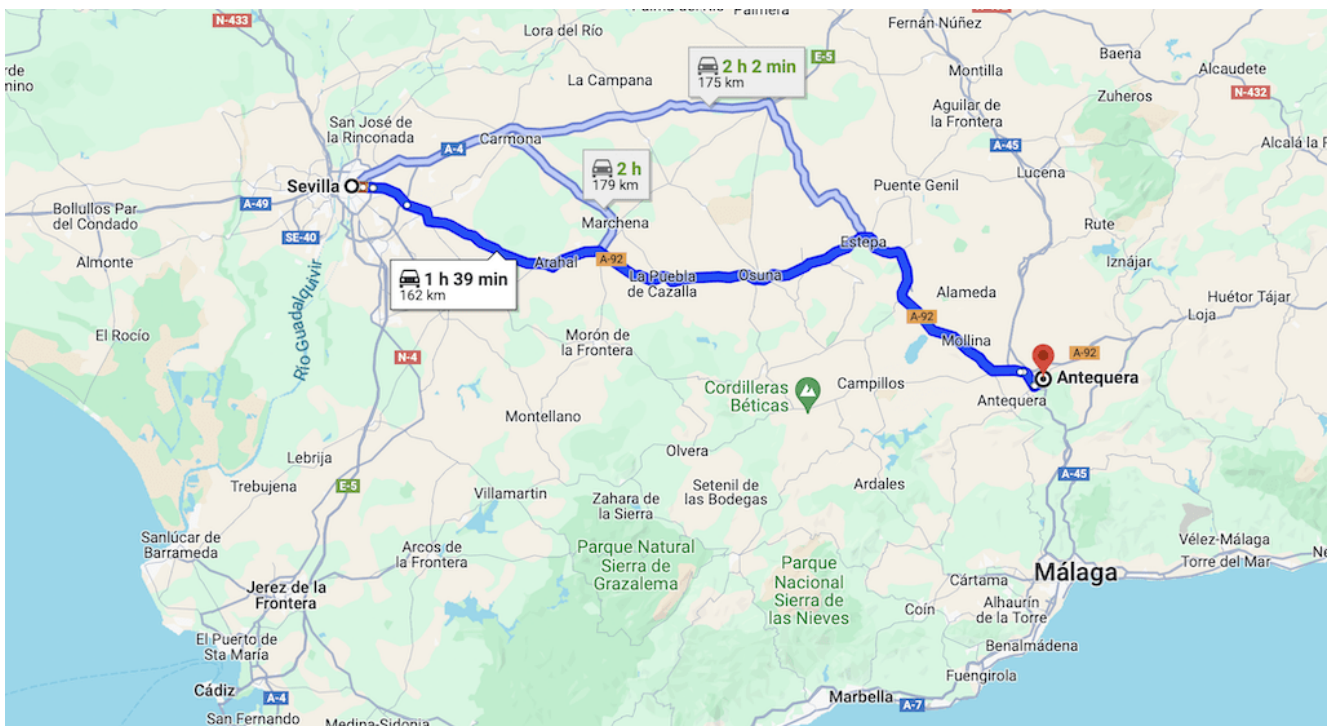 N-433
Palmera
Lora del Río
Fernán Núñez
E-5
Baena
2 h 2 min
175 km
La Campana
Montilla
Alcaudete
N-432
Zuheros
San José de
la Rinconada
Aguilar de
la Frontera
Carmona
A-4
A-45
Alcalá la
2 h
179 km
Lucena
Sevilla
Puente Genil
A-49
Bollullos Par
del Condado
Marchena
Rute
SE-40
Estepa
Almonte
Arahal
A-92
Iznájar
1 h 39 min
162 km
La Puebla
de Cazalla
Osuna
Río Guadalquivir
Alameda
Huétor Tájar
Loja
A-92
El Rocío
Morón de
la Frontera
Mollina
N-4
A-92
Antequera
Cordilleras
Béticas
Campillos
Antequera
Montellano
Olvera
Lebrija
A-45
Trebujena
E-5
Villamartin
Zahara de
la Sierra
Setenil de
las Bodegas
Ardales
Sanlúcar de
Barrameda
Arcos de
la Frontera
Parque Natural
Sierra de
Grazalema
Vélez-Málaga
Torre del Mar
Parque
Nacional
Sierra de
las Nieves
Málaga
Cártama
Jerez de la
Frontera
Coín
Alhaurín
de la Torre
El Puerto de
Sta María
Benalmádena
Fuengirola
Cádiz
A-4
Marbella
A-7
San Fernando
Medina-Sidonia